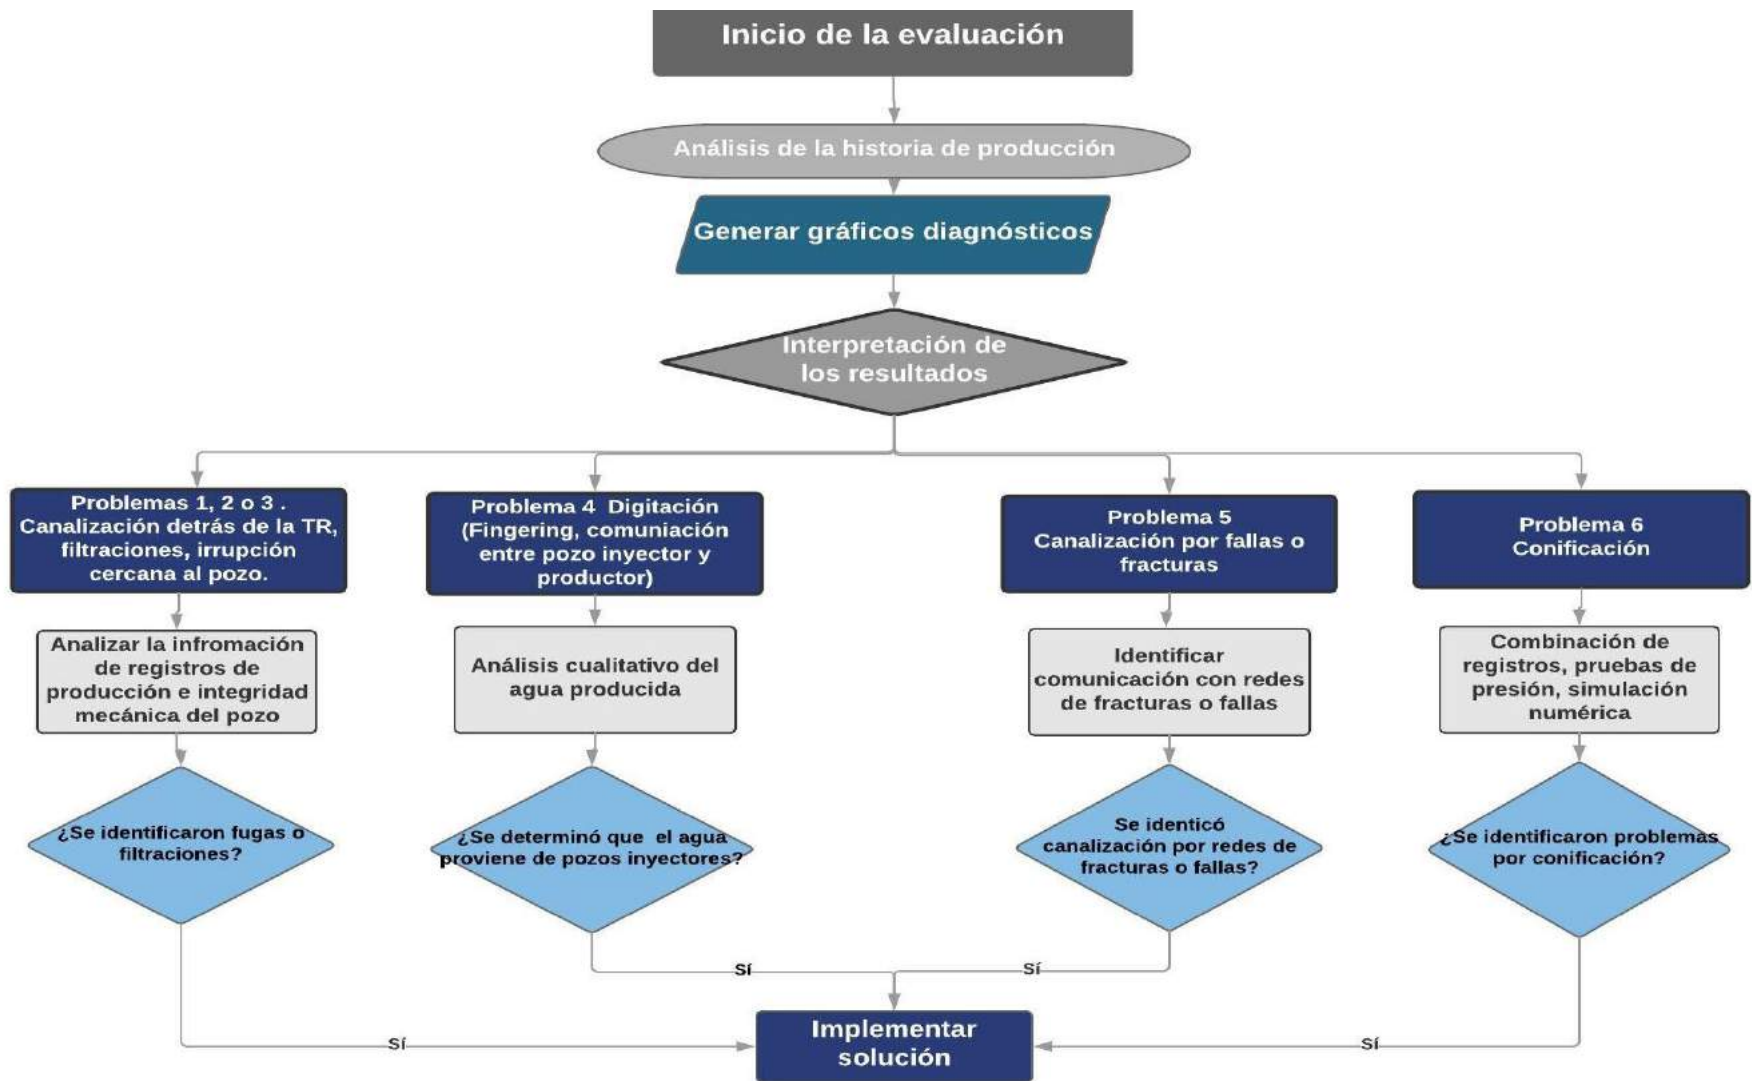 Inicio de la evaluación
Análisis de la historia de producción
Generar gráficos diagnósticos
Interpretación de
los resultados
Problemas 1, 2 o 3 .
Canalización detrás de la TR,
filtraciones, irrupción
cercana al pozo.
Problema 4 Digitación
(Fingering, comuniación
entre pozo inyector y
productor)
Problema 5
Canalización por fallas o
fracturas
Problema 6
Conificación
Analizar la infromación
de registros de
producción e integridad
mecánica del pozo
Análisis cualitativo del
agua producida
Identificar
comunicación con redes
de fracturas o fallas
Combinación de
registros, pruebas de
presión, simulación
numérica
¿Se identificaron fugas o
filtraciones?
¿Se determinó que el agua
proviene de pozos inyectores?
Se identicó
canalización por redes de
fracturas o fallas?
¿Se identificaron problemas
por conificación?
Sí
Sí
Sí
Sí
Implementar
solución